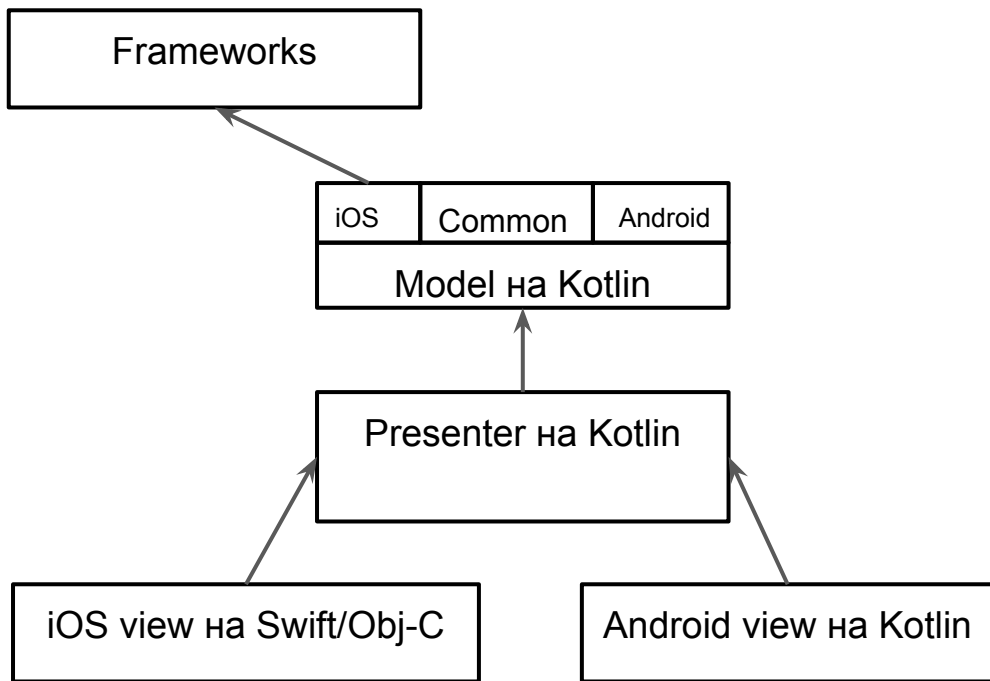 Frameworks
iOS Common Android
Model на Kotlin
Presenter на Kotlin
iOS view на Swift/Obj-C
Android view на Kotlin